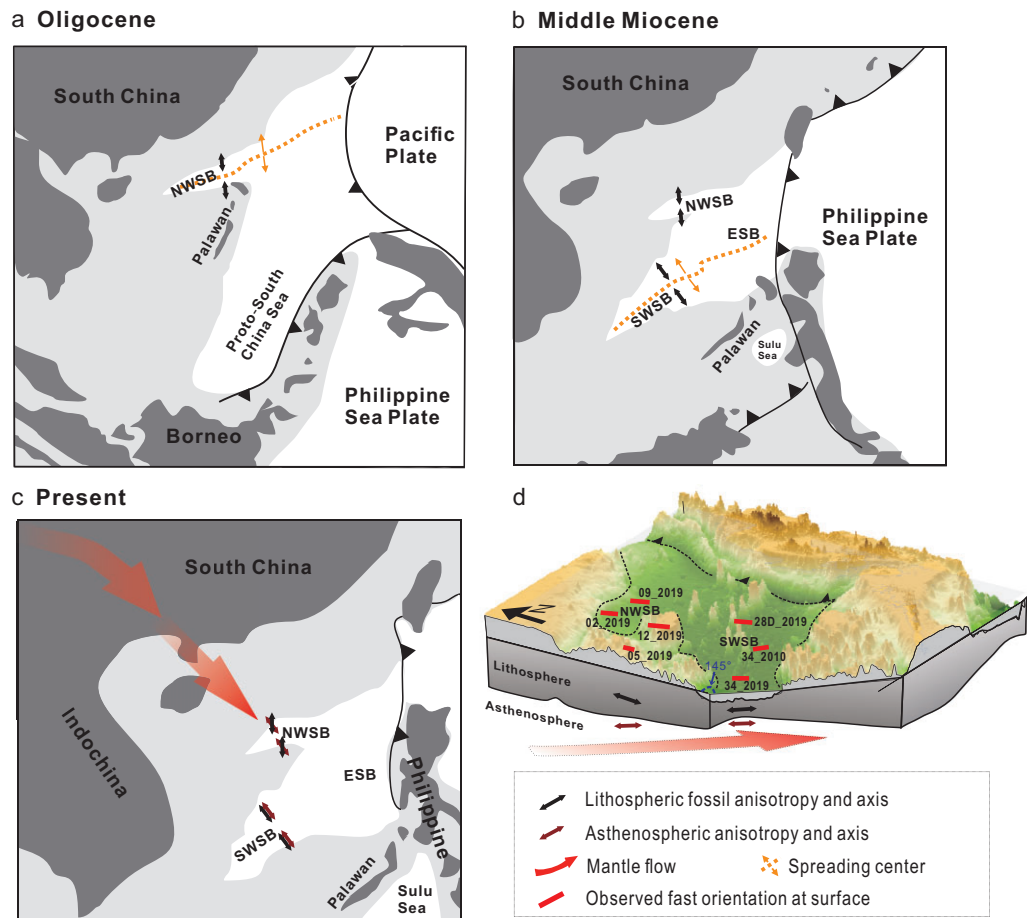 a Oligocene
South China
Pacific
Plate
NWSB
Palawan
Proto-South
China Sea
Philippine
Sea Plate
Borneo
b Middle Miocene
South China
NWSB
ESB
Philippine
Sea Plate
SWSB
Palawan
Sulu
Sea
c Present
South China
Indochina
NWSB
ESB
SWSB
Philippine
Palawan
Sulu
Sea
d
N
09_2019
NWSB
02_2019
12_2019
28D_2019
SWSB
05_2019
34_2010
145°
34_2019
Lithosphere
Asthenosphere
Lithospheric fossil anisotropy and axis
Asthenospheric anisotropy and axis
Mantle flow
Spreading center
Observed fast orientation at surface